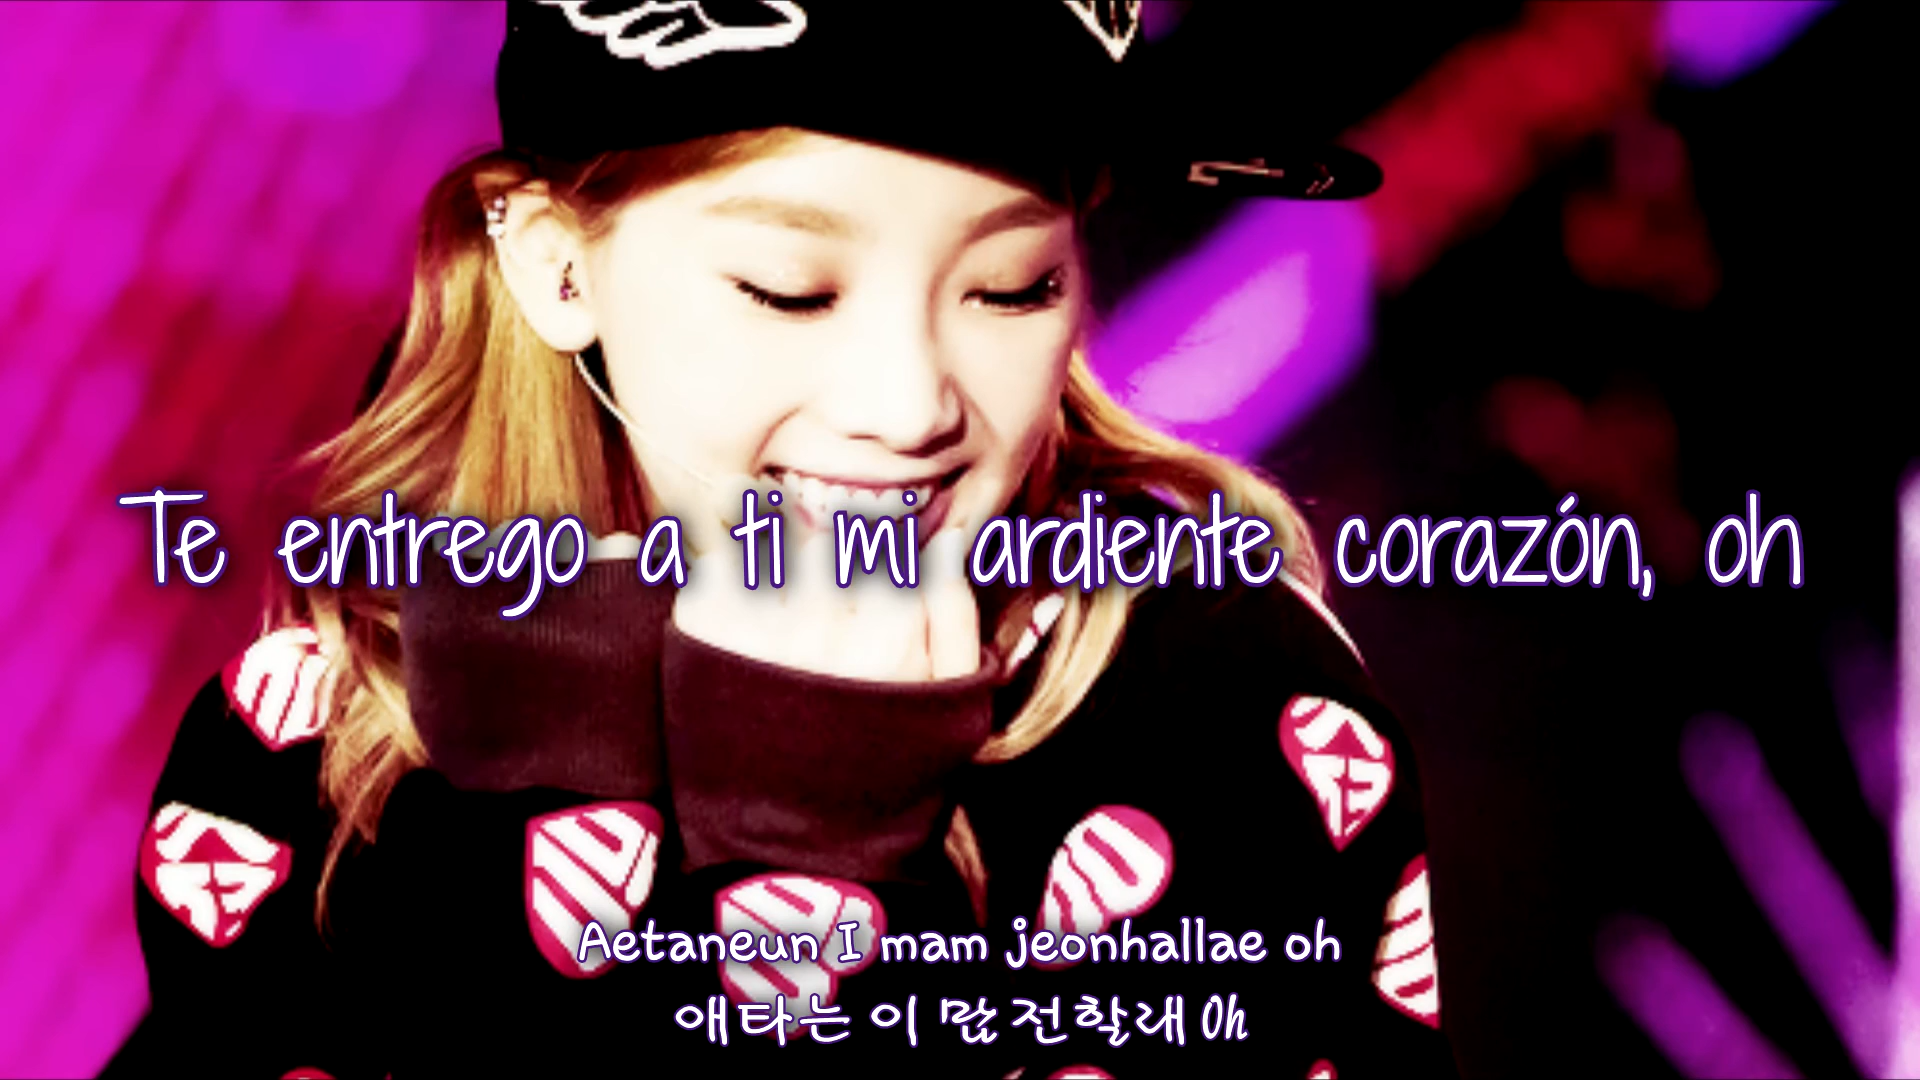 Te entrego a ti mi ardiente corazón, oh
Aetaneun I mam jeonhallae oh
애타는 이 맘 전할래 Oh